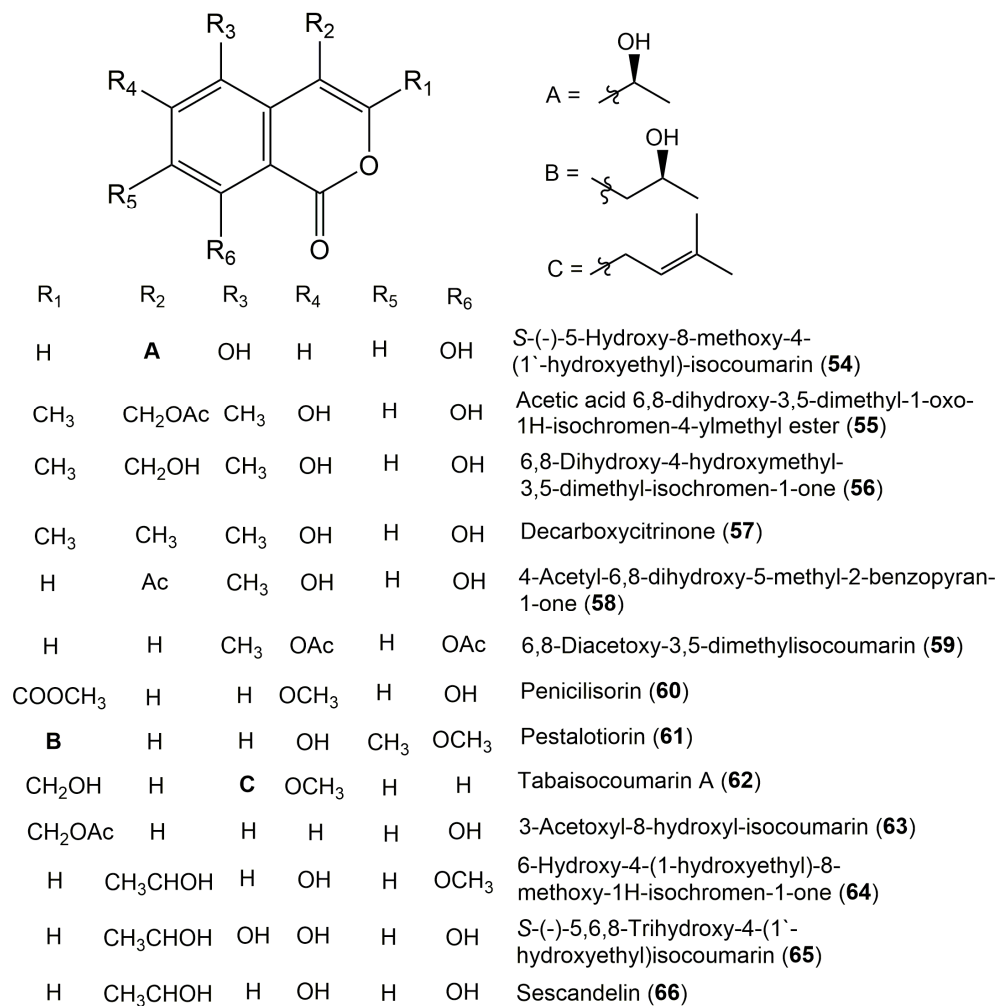 R3 R2
R4 R1
O
R5
R6 O
OH
A =
OH
B =
C =
R1 R2 R3 R4 R5 R6
H A OH H H OH S-(-)-5-Hydroxy-8-methoxy-4-
(1`-hydroxyethyl)-isocoumarin (54)
CH3 CH2OAc CH3 OH H OH Acetic acid 6,8-dihydroxy-3,5-dimethyl-1-oxo-
1H-isochromen-4-ylmethyl ester (55)
CH3 CH2OH CH3 OH H OH 6,8-Dihydroxy-4-hydroxymethyl-
3,5-dimethyl-isochromen-1-one (56)
CH3 CH3 CH3 OH H OH Decarboxycitrinone (57)
H Ac CH3 OH H OH 4-Acetyl-6,8-dihydroxy-5-methyl-2-benzopyran-
1-one (58)
H H CH3 OAc H OAc 6,8-Diacetoxy-3,5-dimethylisocoumarin (59)
COOCH3 H H OCH3 H OH Penicilisorin (60)
B H H OH CH3 OCH3 Pestalotiorin (61)
CH2OH H C OCH3 H H Tabaisocoumarin A (62)
CH2OAc H H H H OH 3-Acetoxyl-8-hydroxyl-isocoumarin (63)
H CH3CHOH H OH H OCH3 6-Hydroxy-4-(1-hydroxyethyl)-8-
methoxy-1H-isochromen-1-one (64)
H CH3CHOH OH OH H OH S-(-)-5,6,8-Trihydroxy-4-(1`-
hydroxyethyl)isocoumarin (65)
H CH3CHOH H OH H OH Sescandelin (66)